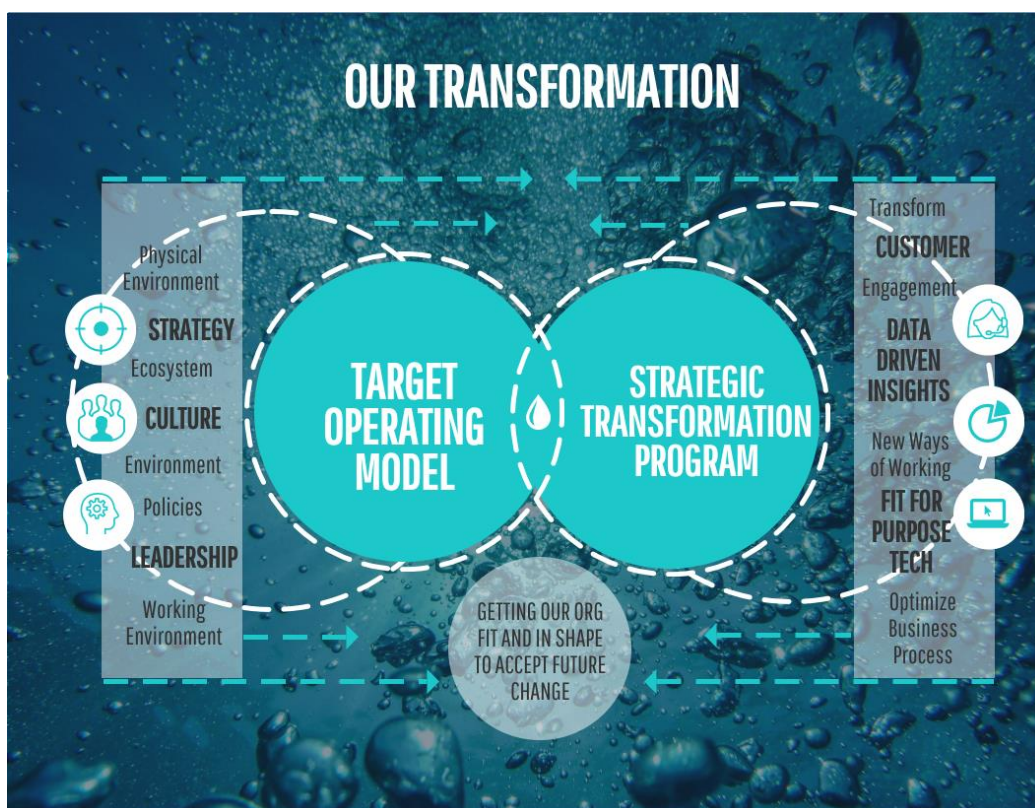 OUR TRANSFORMATION
Physical
Environment
STRATEGY
Ecosystem
CULTURE
Environment
Policies
LEADERSHIP
Working
Environment
TARGET
OPERATING
MODEL
STRATEGIC
TRANSFORMATION
PROGRAM
GETTING OUR ORG
FIT AND IN SHAPE
TO ACCEPT FUTURE
CHANGE
Transform
CUSTOMER
Engagement
DATA
DRIVEN
INSIGHTS
New Ways
of Working
FIT FOR
PURPOSE
TECH
Optimize
Business
Process